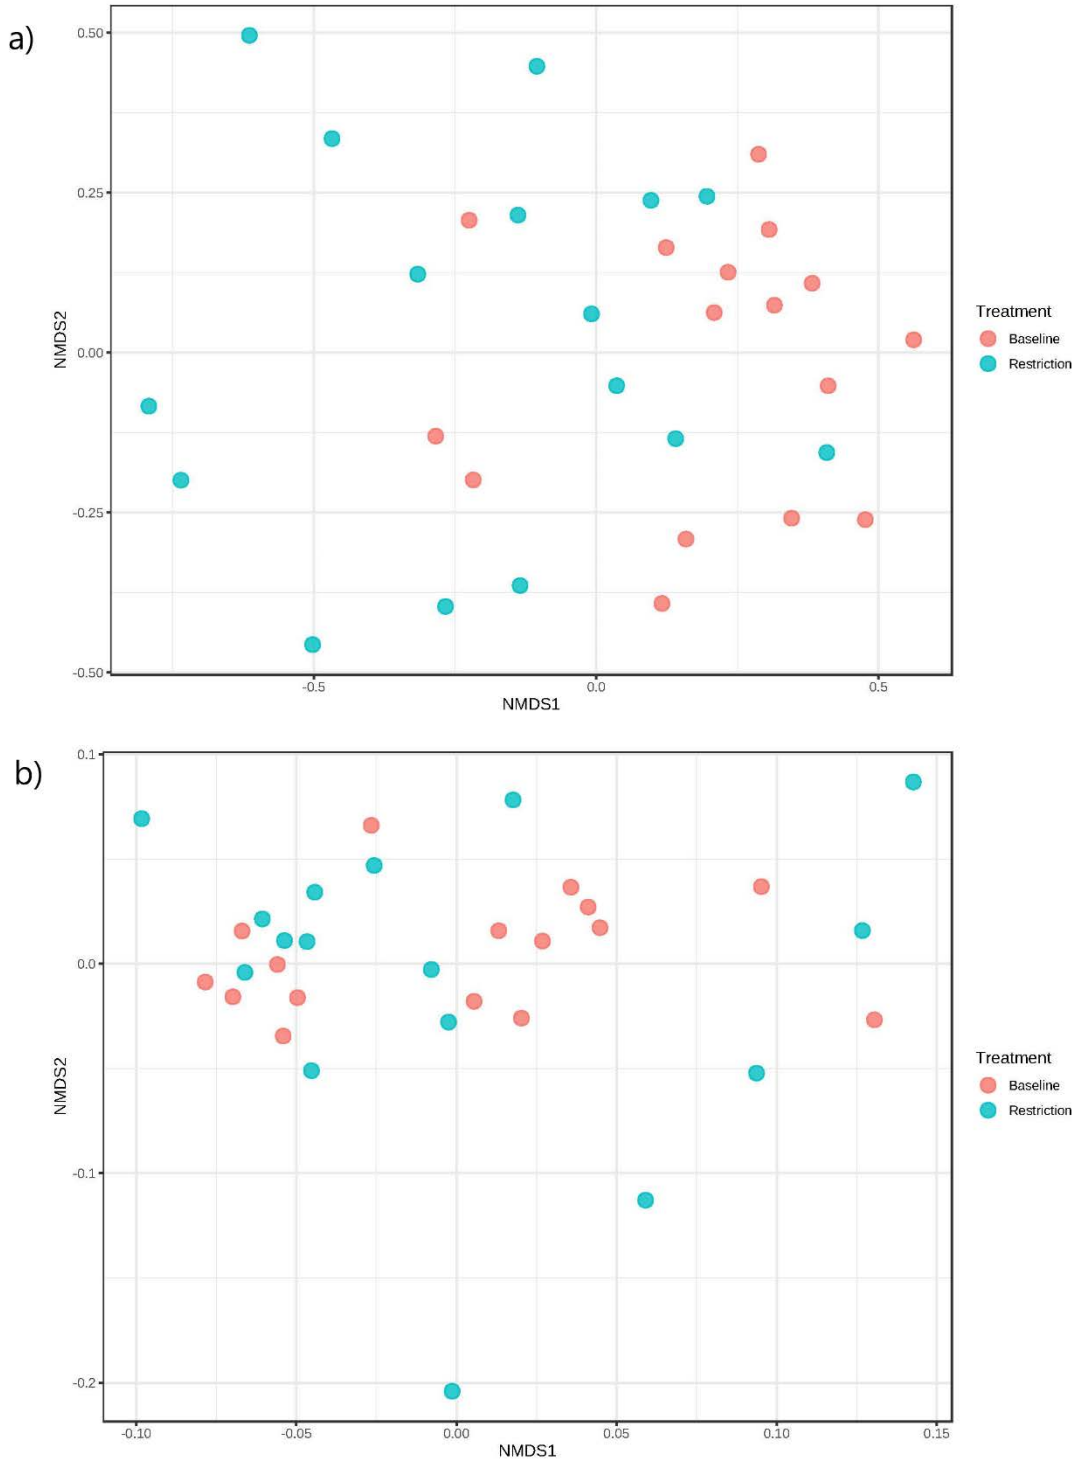 a)
0.50
0.25
0.00
-0.25
-0.50
NMDS2
-0.5
0.0
0.5
NMDS1
Treatment
Baseline
Restriction
b)
0.1
0.0
-0.1
-0.2
NMDS2
-0.10
-0.05
0.00
0.05
0.10
0.15
NMDS1
Treatment
Baseline
Restriction